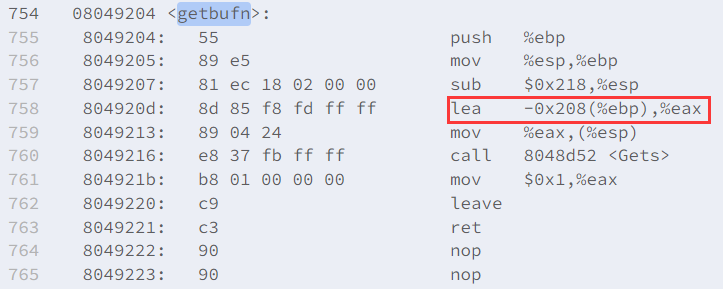 754 08049204 <getbufn>:
755 8049204: 55 push %ebp
756 8049205: 89 e5 mov %esp,%ebp
757 8049207: 81 ec 18 02 00 00 sub $0x218,%esp
758 804920d: 8d 85 f8 fd ff ff lea -0x208(%ebp),%eax
759 8049213: 89 04 24 mov %eax,(%esp)
760 8049216: e8 37 fb ff ff call 8048d52 <Gets>
761 804921b: b8 01 00 00 00 mov $0x1,%eax
762 8049220: c9 leave
763 8049221: c3 ret
764 8049222: 90 nop
765 8049223: 90 nop